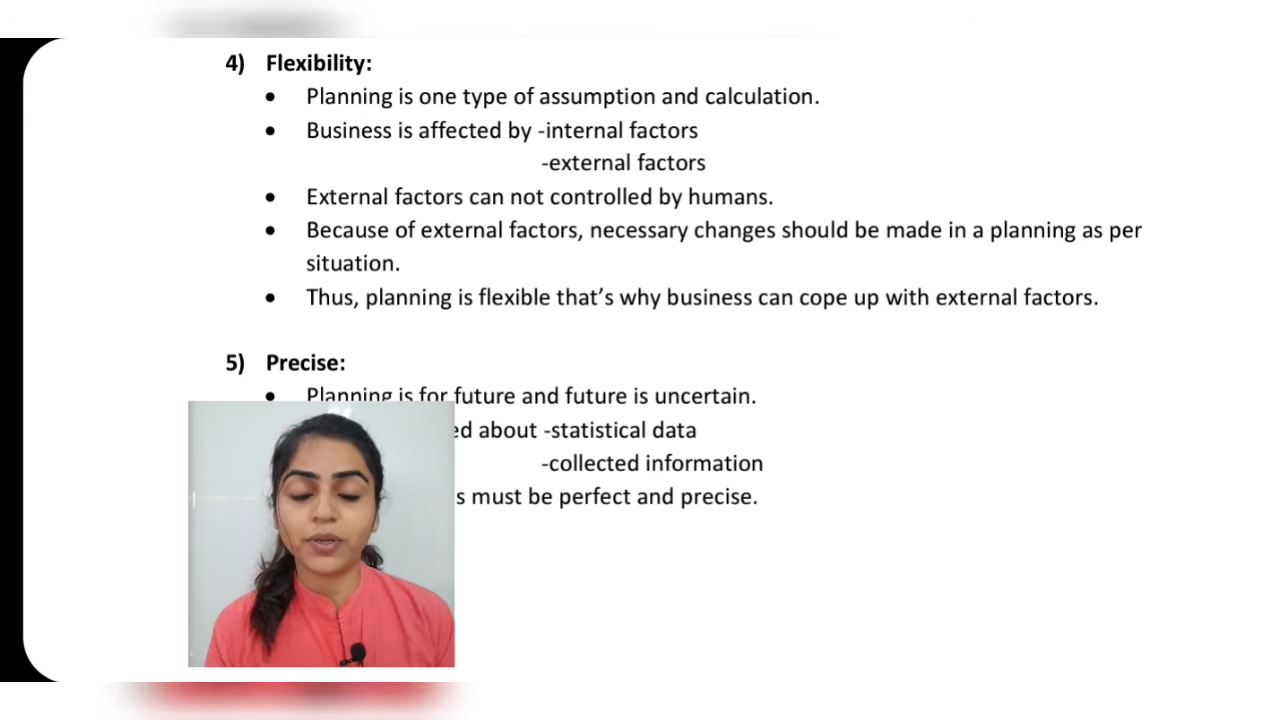 4) Flexibility:
• Planning is one type of assumption and calculation.
• Business is affected by -internal factors
-external factors
• External factors can not controlled by humans.
• Because of external factors, necessary changes should be made in a planning as per
situation.
• Thus, planning is flexible that’s why business can cope up with external factors.
5) Precise:
• Planning is for future and future is uncertain.
about -statistical data
-collected information
must be perfect and precise.